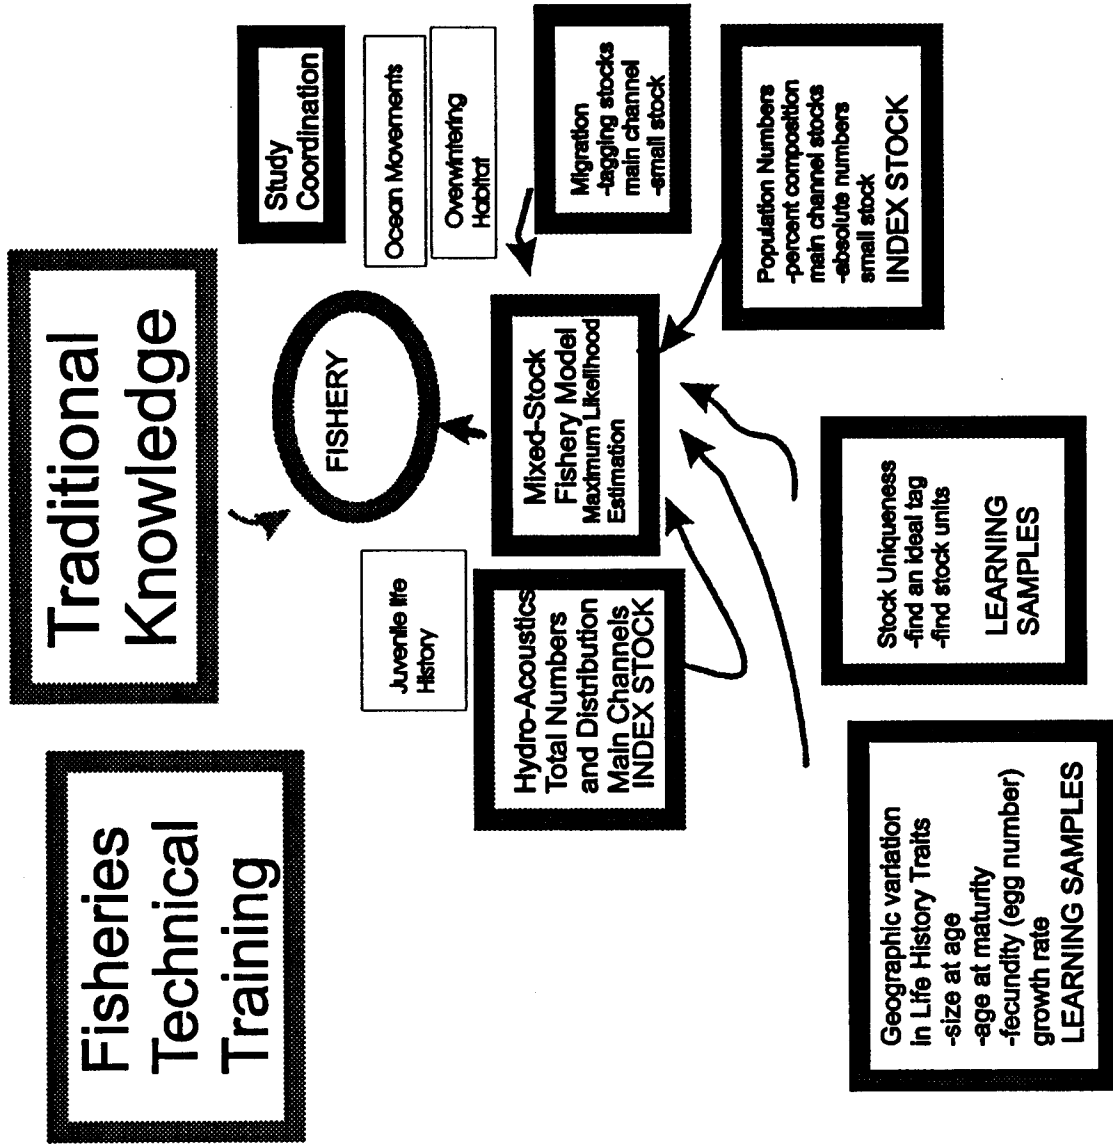 Fisheries
Technical
Training
Traditional
Knowledge
Study
Coordination
Juvenile life
History
FISHERY
Ocean Movements
Overwintering
Habitat
Hydro-Acoustics
Total Numbers
and Distribution
Main Channels
INDEX STOCK
Mixed-Stock
Fishery Model
Maximum Likelihood
Estimation
Migration
-tagging stocks
main channel
-small stock
Population Numbers
-percent composition
main channel stocks
-absolute numbers
small stock
INDEX STOCK
Geographic variation
in Life History Traits
-size at age
-age at maturity
-fecundity (egg number)
growth rate
LEARNING SAMPLES
Stock Uniqueness
-find an ideal tag
-find stock units
LEARNING
SAMPLES